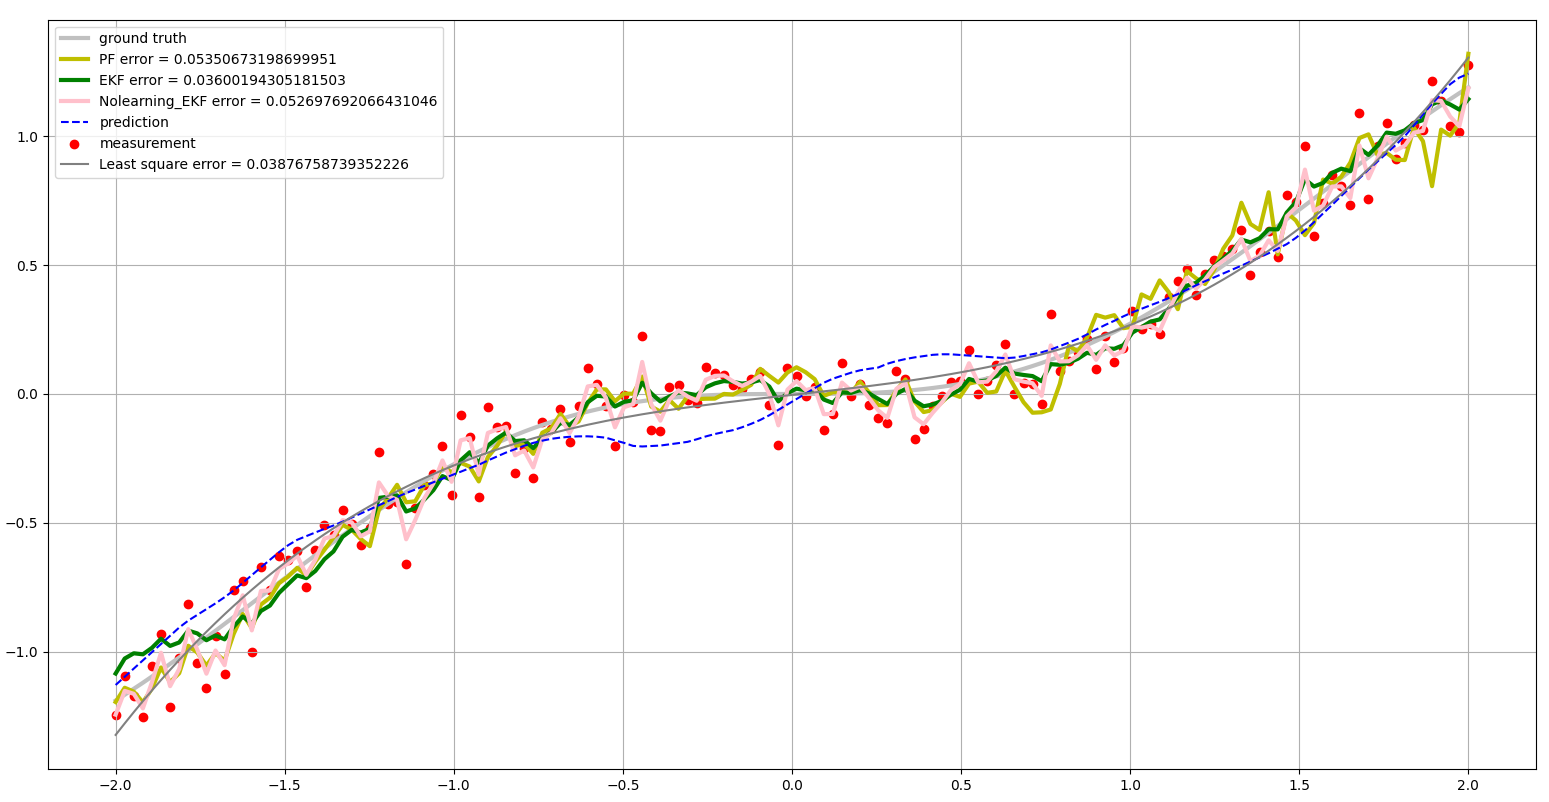 ground truth
PF error = 0.05350673198699951
EKF error = 0.03600194305181503
Nolearning_EKF error = 0.052697692066431046
prediction
measurement
Least square error = 0.03876758739352226
1.0
0.5
0.0
−0.5
−1.0
−2.0 −1.5 −1.0 −0.5 0.0 0.5 1.0 1.5 2.0